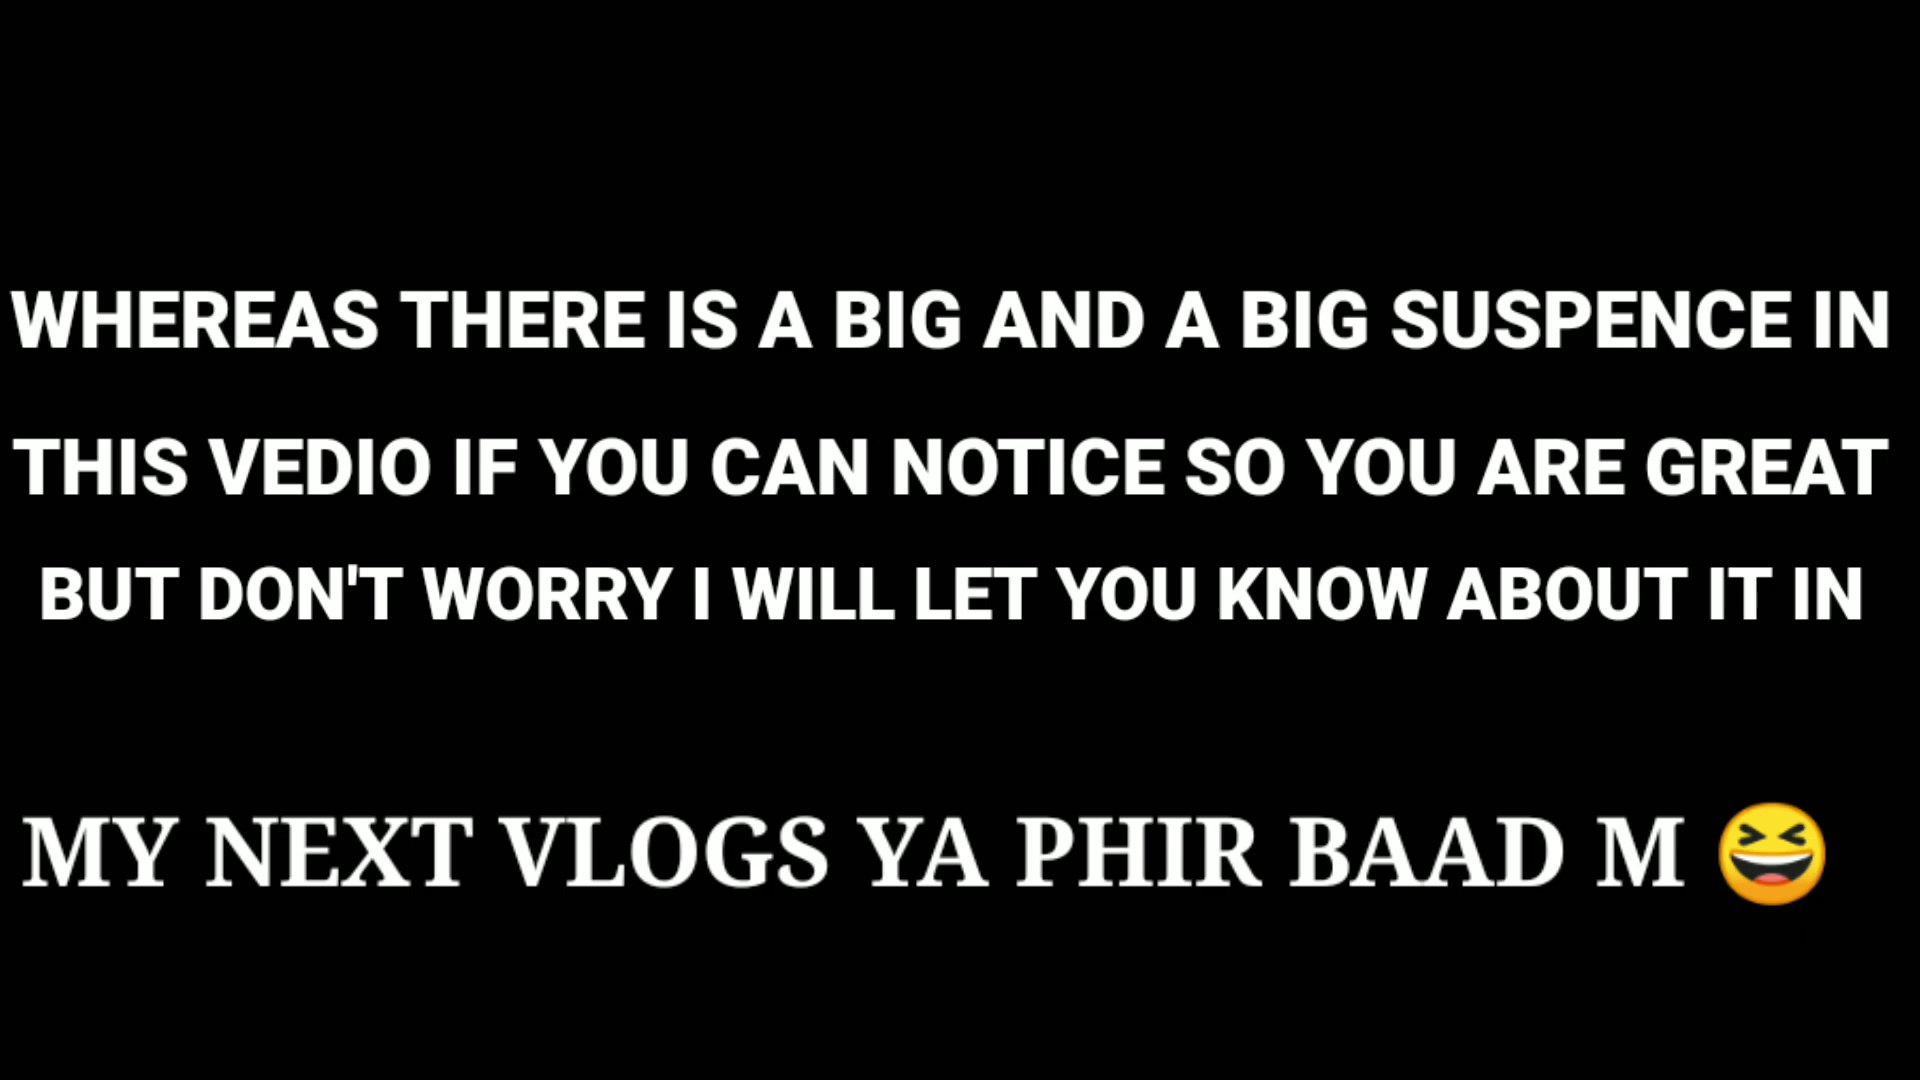 WHEREAS THERE IS A BIG AND A BIG SUSPENCE IN
THIS VEDIO IF YOU CAN NOTICE SO YOU ARE GREAT
BUT DON'T WORRY I WILL LET YOU KNOW ABOUT IT IN
MY NEXT VLOGS YA PHIR BAAD M 😆